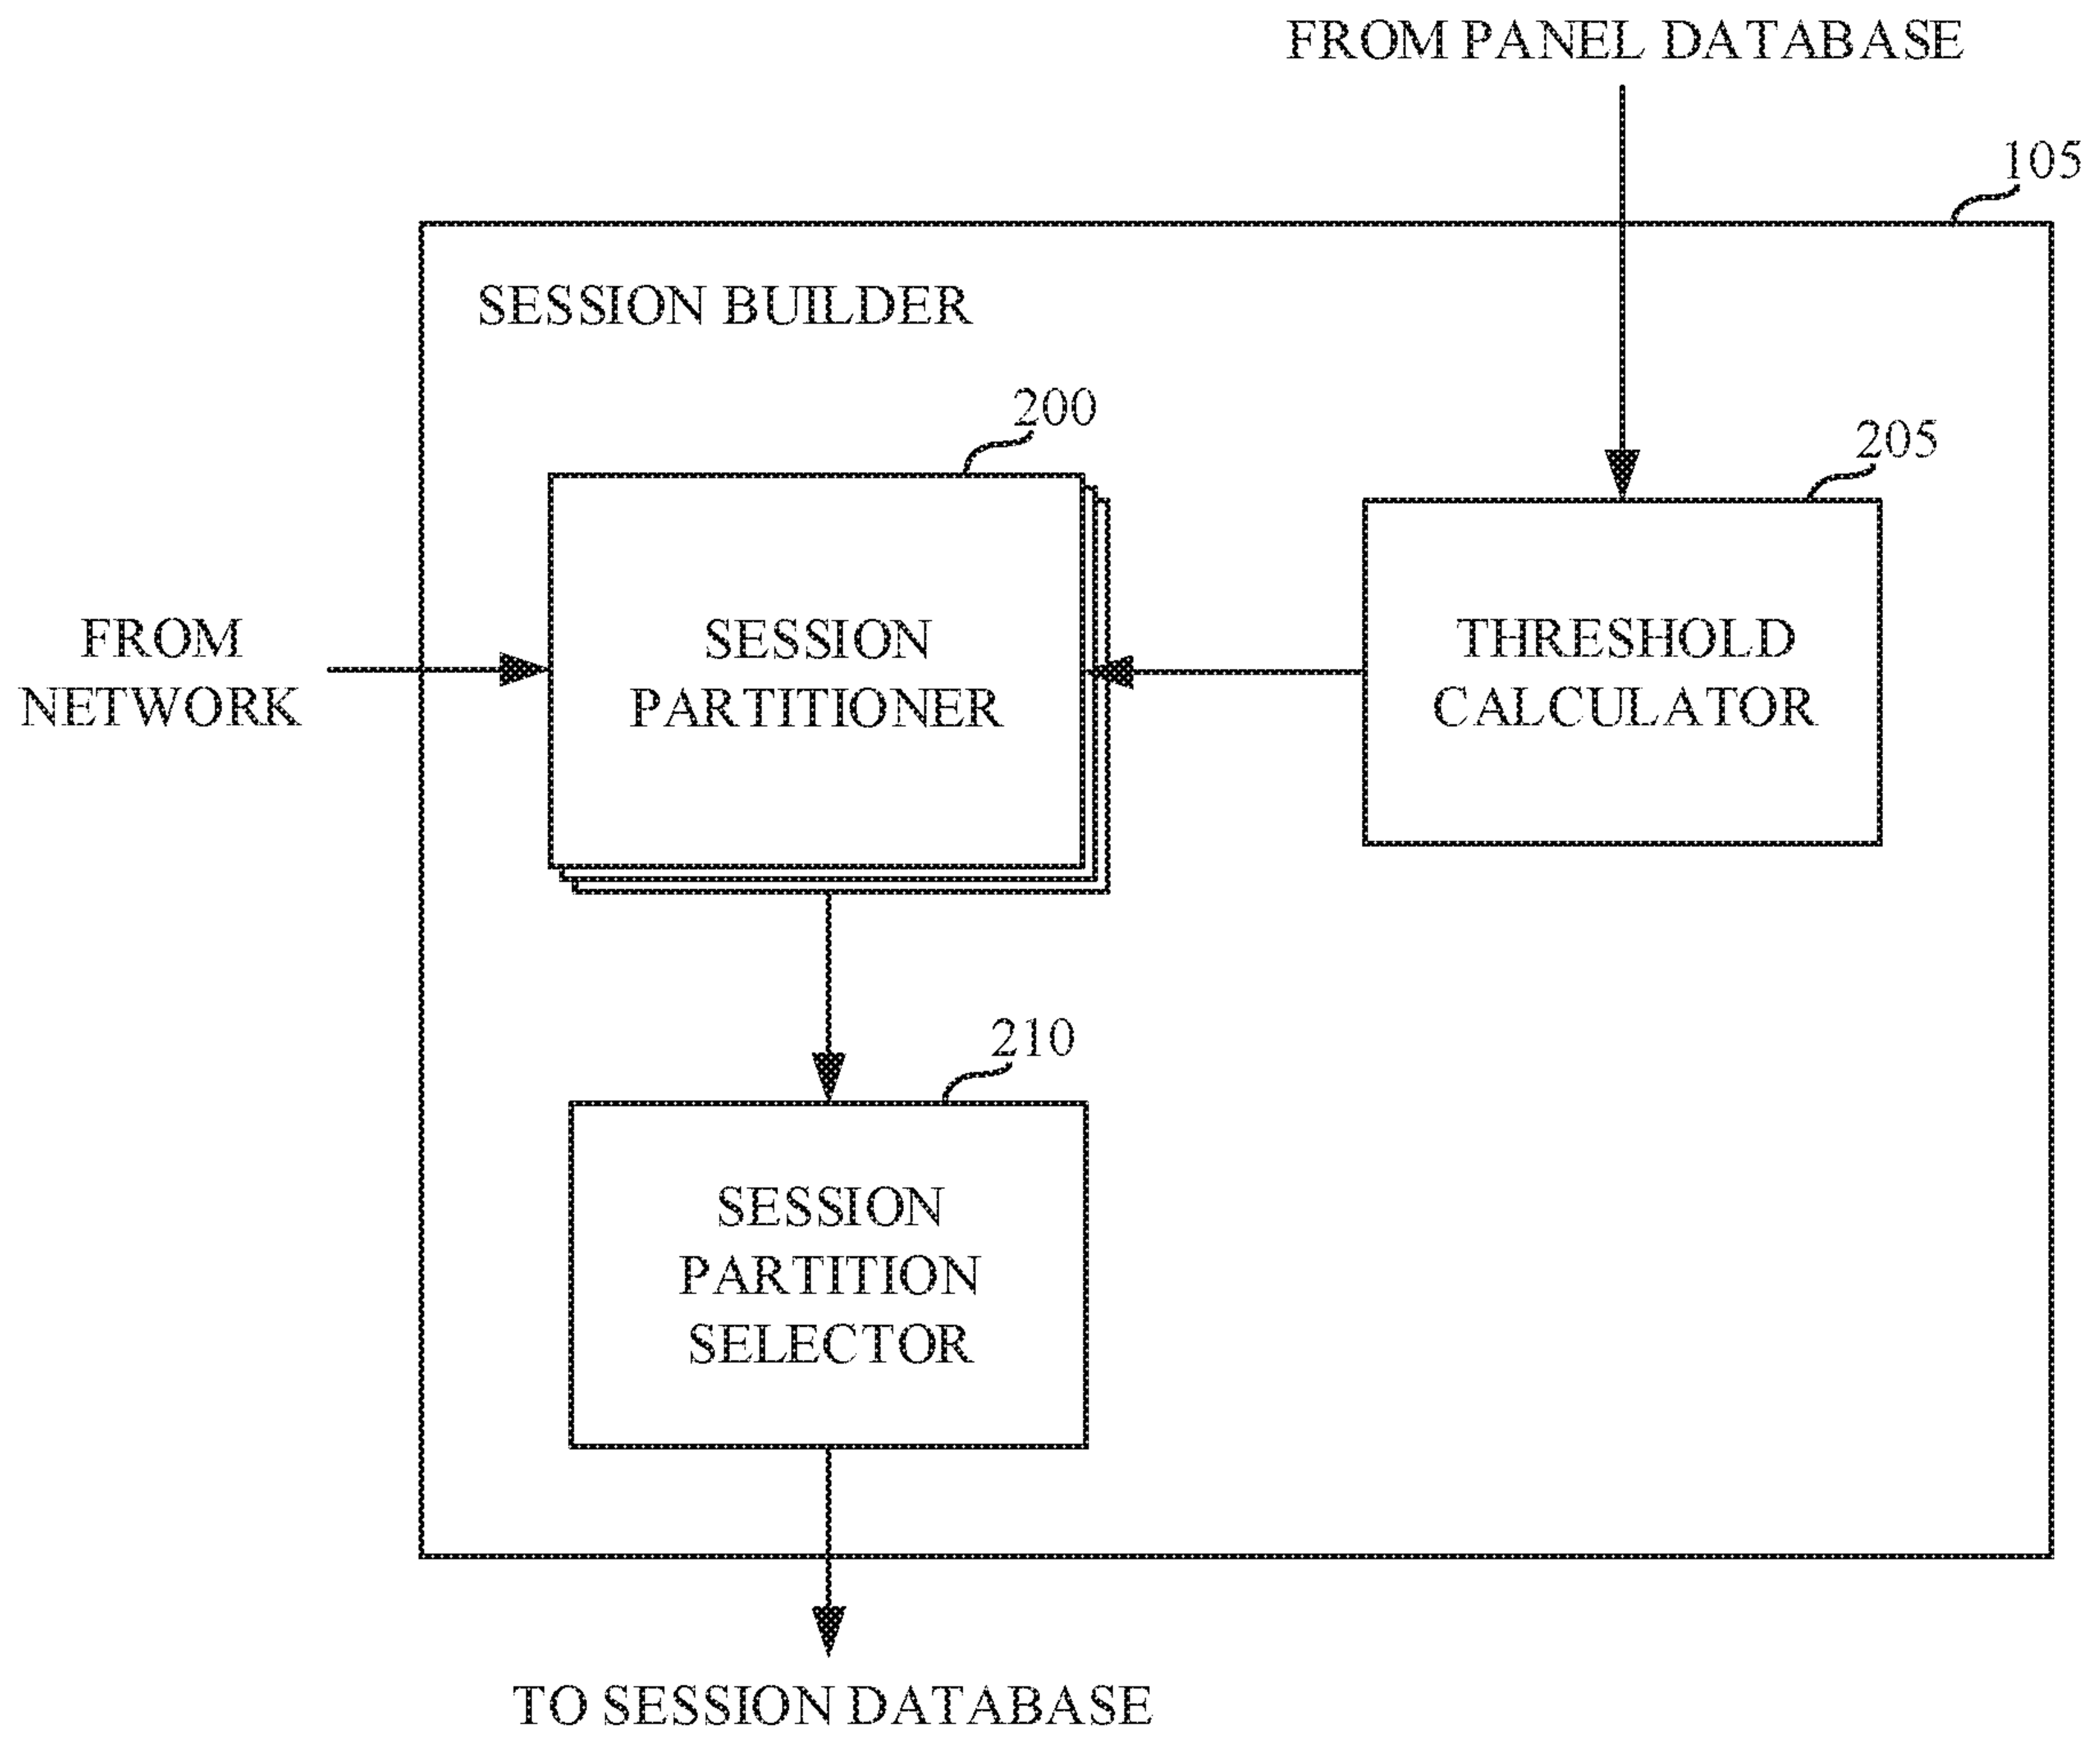 FROM PANEL DATABASE
105
SESSION BUILDER
200
205
FROM
NETWORK
SESSION
PARTITIONER
THRESHOLD
CALCULATOR
210
SESSION
PARTITION
SELECTOR
TO SESSION DATABASE